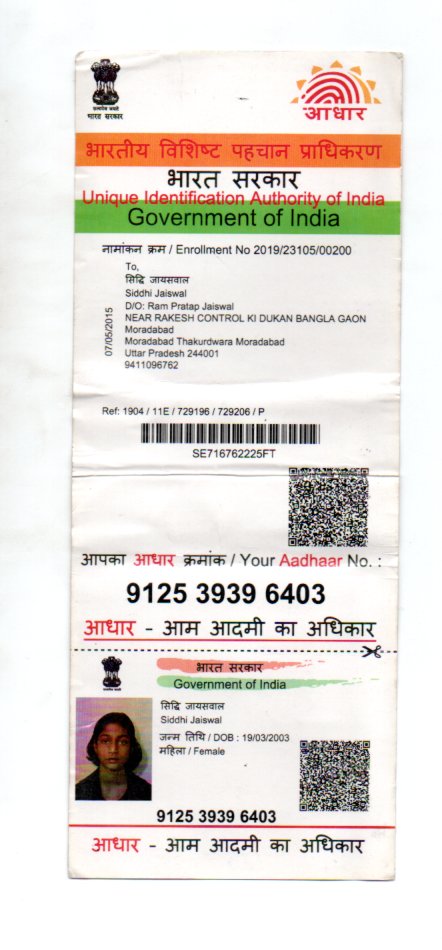 भारत सरकार
आधार
भारतीय विशिष्ट पहचान प्राधिकरण
भारत सरकार
Unique Identification Authority of India
Government of India
नामांकन क्रम / Enrollment No 2019/23105/00200
To,
सिद्धि जायसवाल
Siddhi Jaiswal
D/O: Ram Pratap Jaiswal
NEAR RAKESH CONTROL KI DUKAN BANGLA GAON
Moradabad
Moradabad Thakurdwara Moradabad
Uttar Pradesh 244001
9411096762
07/05/2015
Ref: 1904 / 11E / 729196 / 729206 / P
SE716762225FT
आपका आधार क्रमांक / Your Aadhaar No. :
9125 3939 6403
आधार - आम आदमी का अधिकार
भारत सरकार
Government of India
सिद्धि जायसवाल
Siddhi Jaiswal
जन्म तिथि / DOB : 19/03/2003
महिला / Female
9125 3939 6403
आधार - आम आदमी का अधिकार